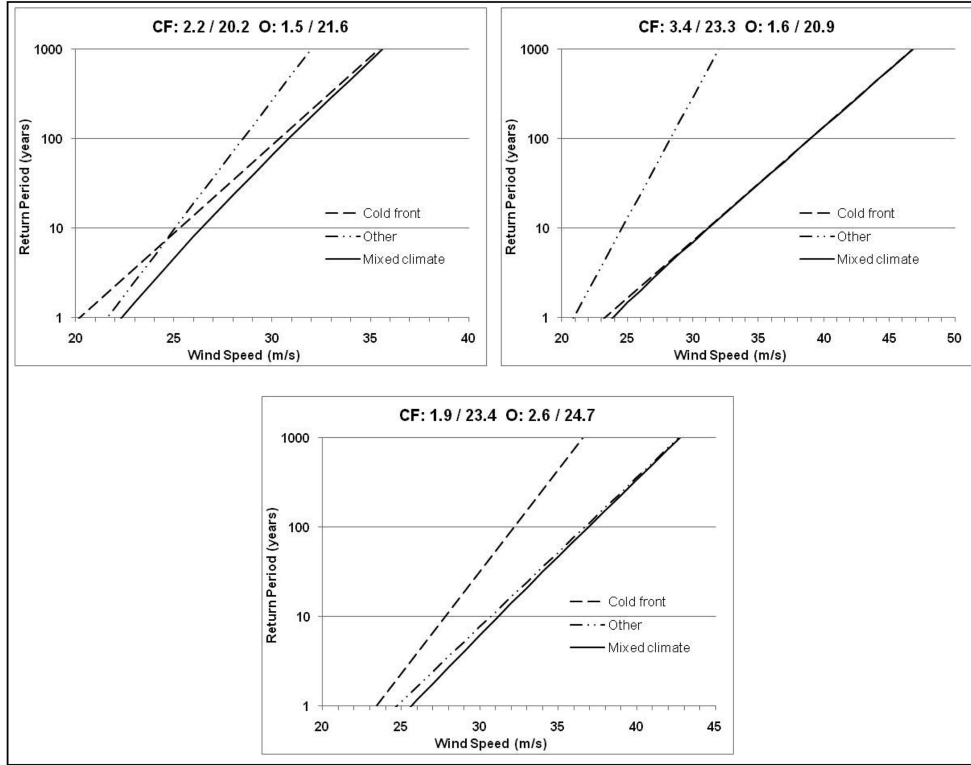 CF: 2.2 / 20.2 O: 1.5 / 21.6
Return Period (years)
1000
100
10
1
Cold front
Other
Mixed climate
20 25 30 35 40
Wind Speed (m/s)
CF: 3.4 / 23.3 O: 1.6 / 20.9
Return Period (years)
1000
100
10
1
Cold front
Other
Mixed climate
20 25 30 35 40 45 50
Wind Speed (m/s)
CF: 1.9 / 23.4 O: 2.6 / 24.7
Return Period (years)
1000
100
10
1
Cold front
Other
Mixed climate
20 25 30 35 40 45
Wind Speed (m/s)